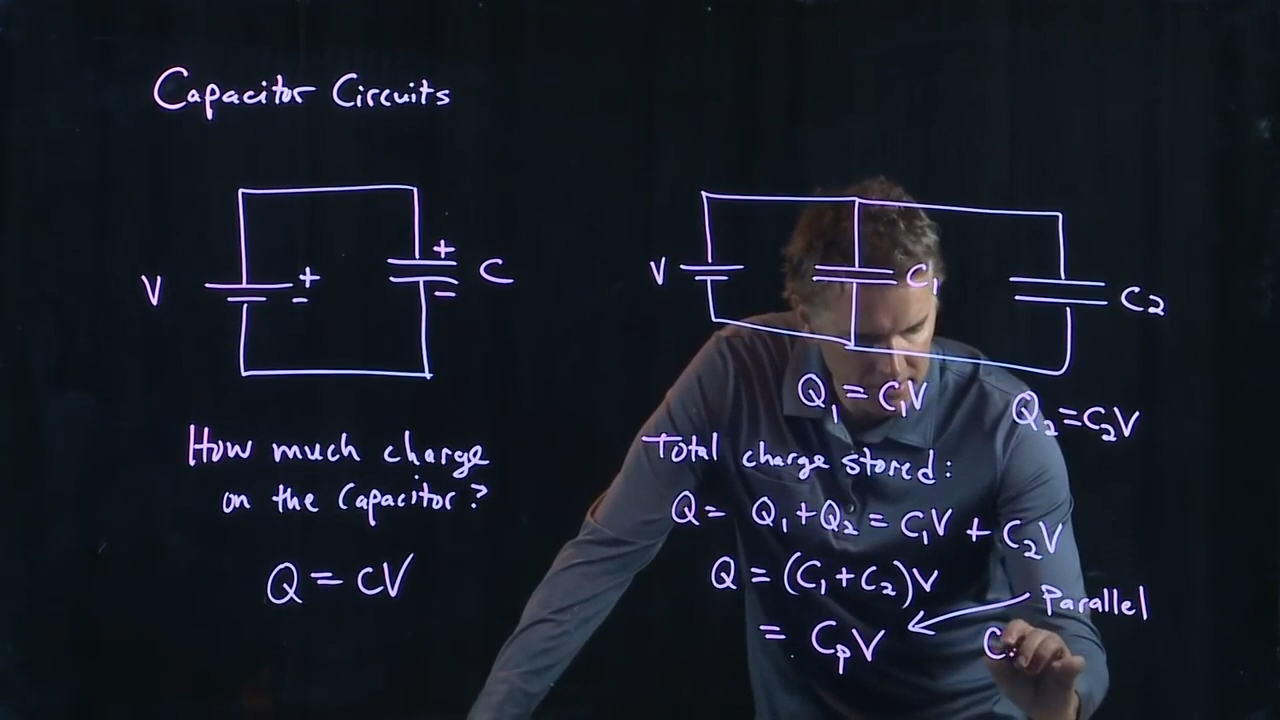 Capacitor Circuits
V
+
-
+
-
C
How much charge
on the Capacitor?
Q = CV
V
C₁
C₂
Q₁ = C₁V
Q₂ = C₂V
Total charge stored:
Q = Q₁ + Q₂ = C₁V + C₂V
Q = (C₁ + C₂)V
Parallel
= CₚV
C